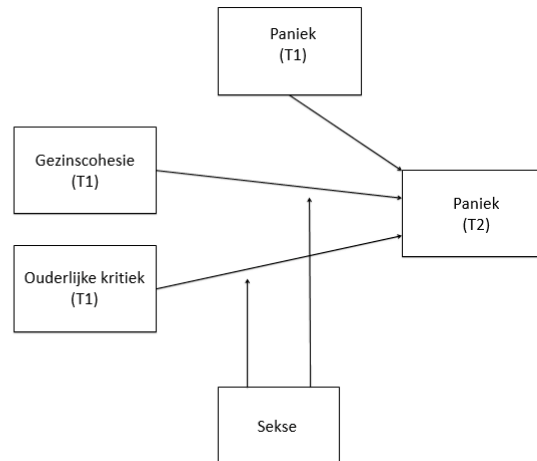 Paniek
(T1)
Gezinscohesie
(T1)
Paniek
(T2)
Ouderlijke kritiek
(T1)
Sekse